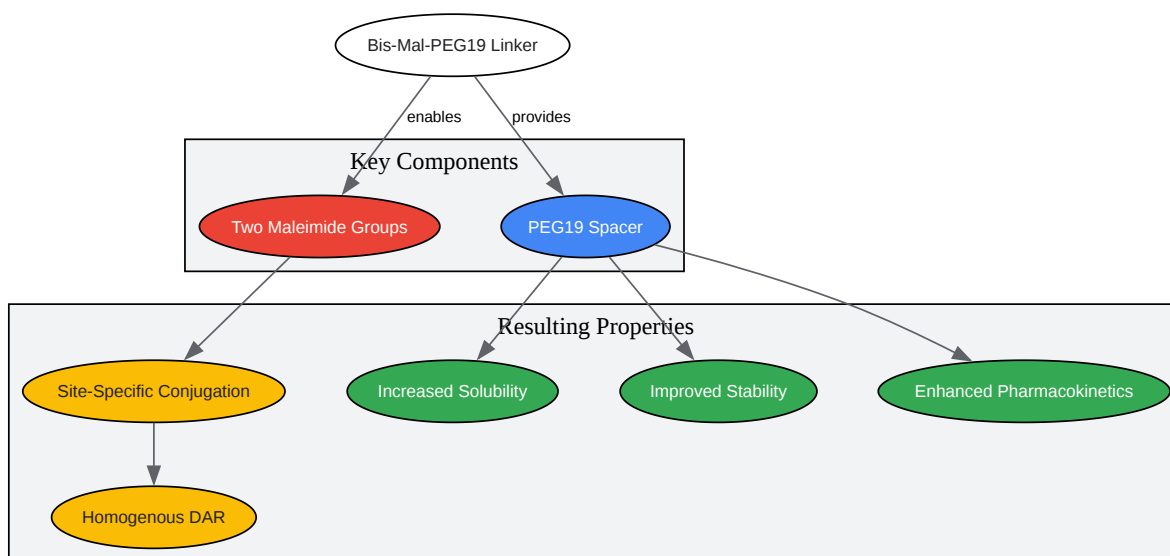 Bis-Mal-PEG19 Linker
enables
provides
Key Components
Two Maleimide Groups
PEG19 Spacer
Resulting Properties
Site-Specific Conjugation
Increased Solubility
Improved Stability
Enhanced Pharmacokinetics
Homogenous DAR